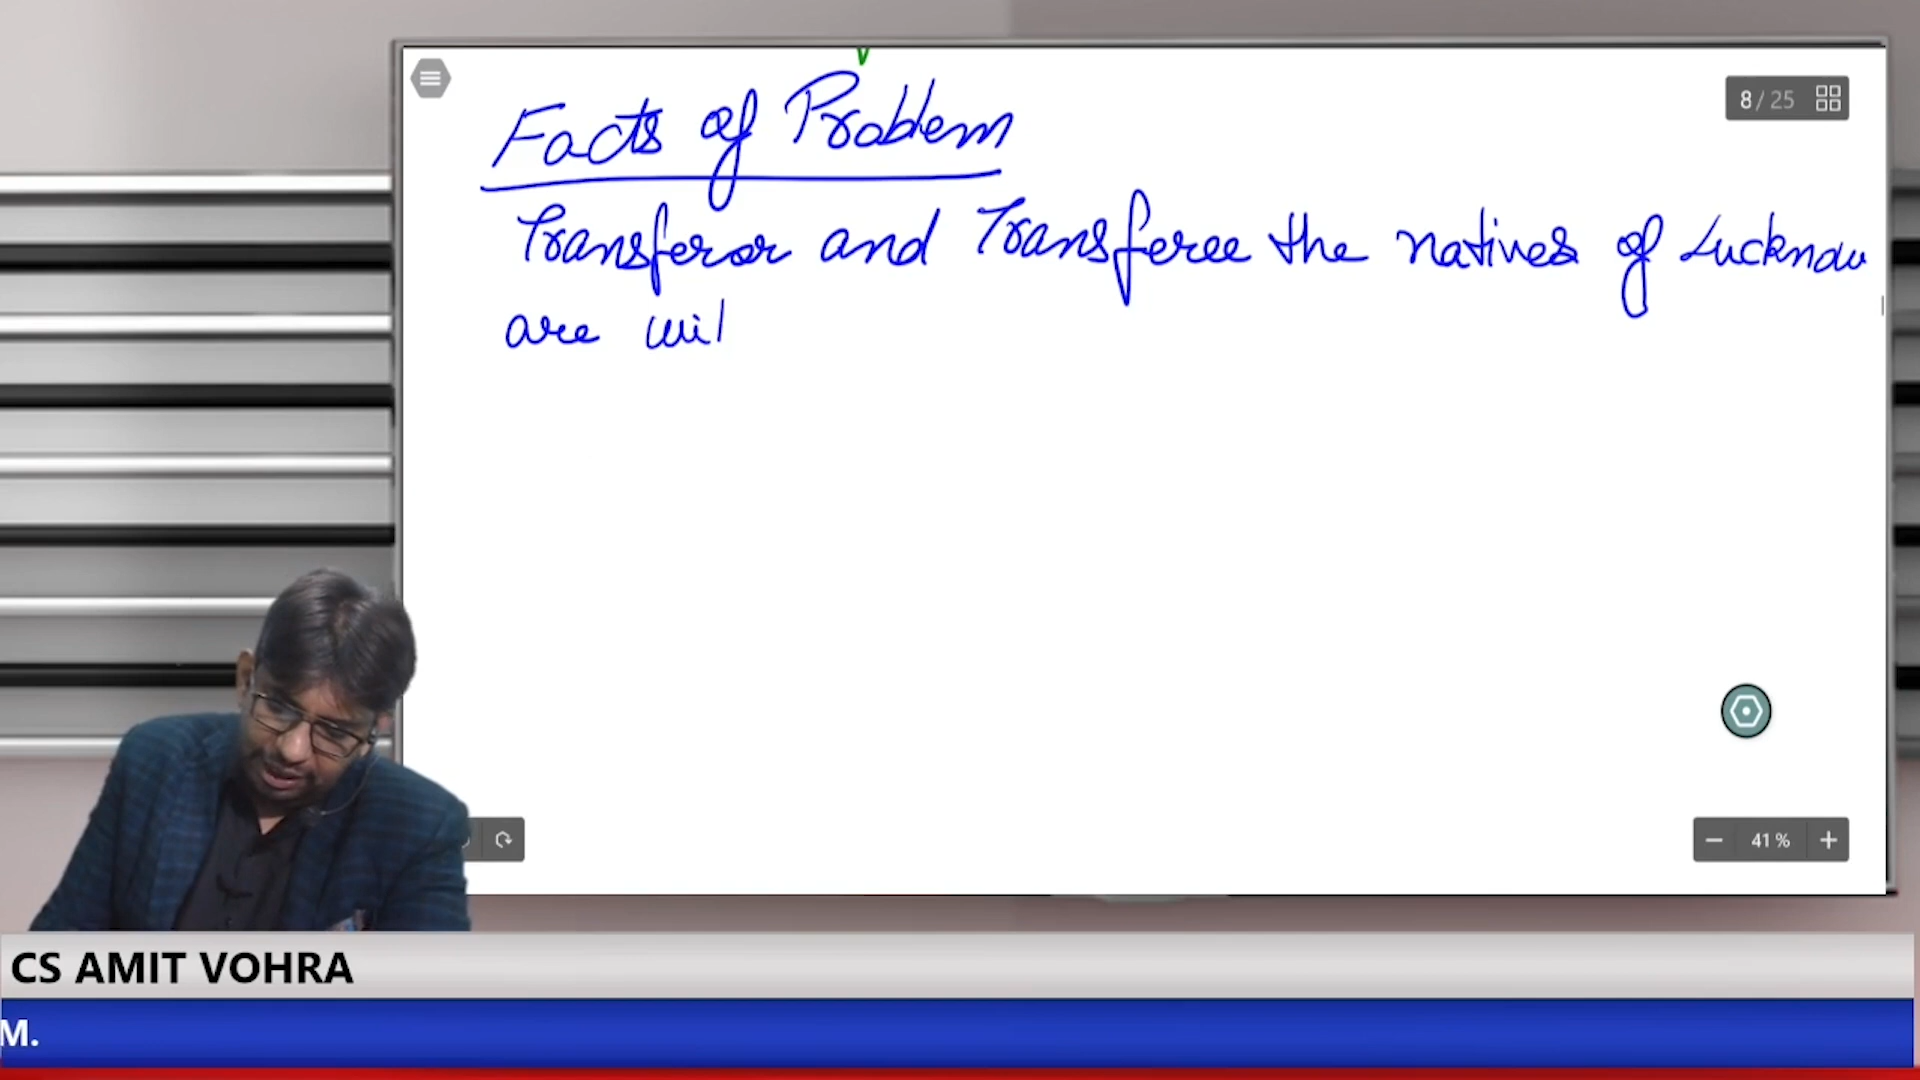 Facts of Problem
8 / 25
Transferor and Transferee the natives of Lucknow
are wil
41 %
CS AMIT VOHRA
M.